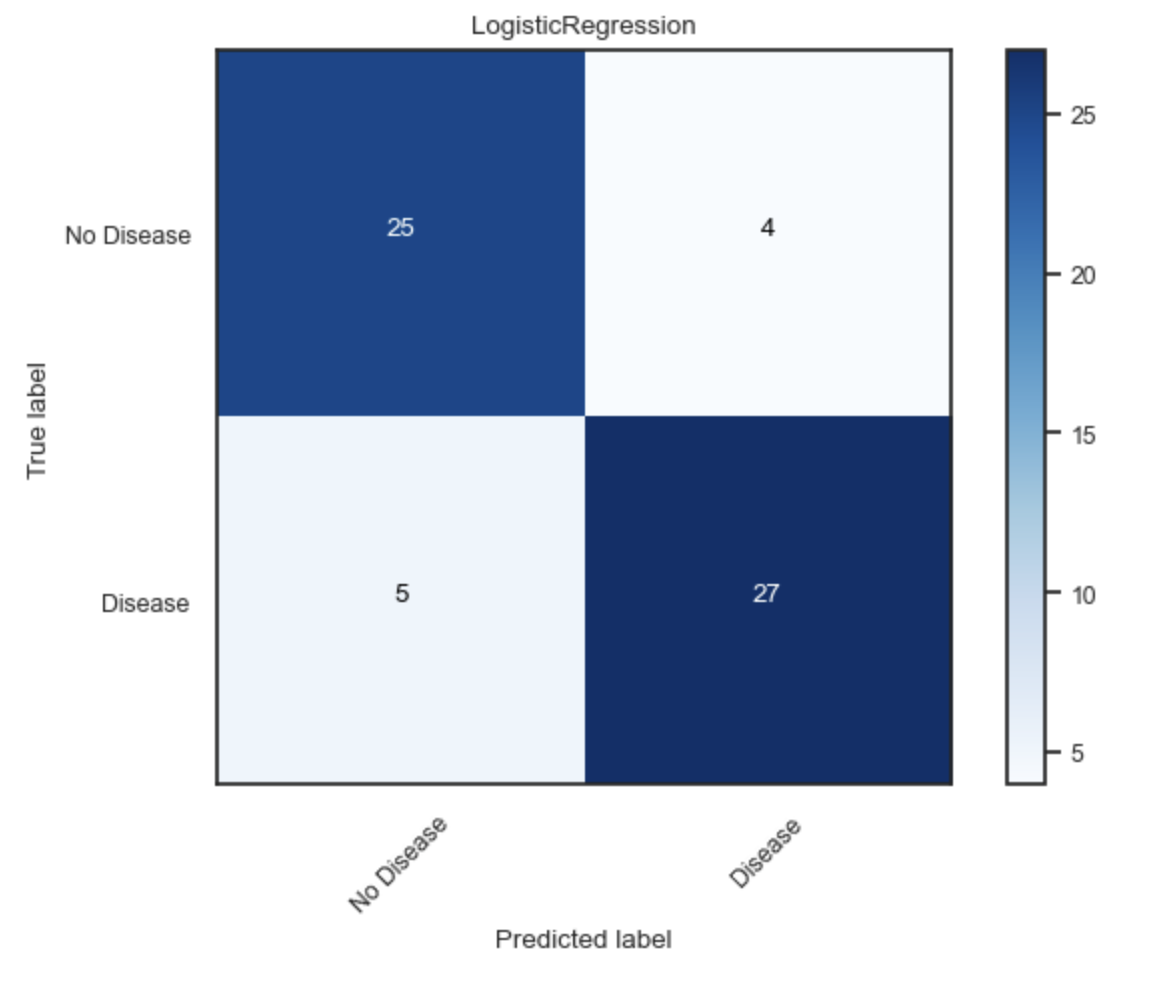 LogisticRegression
25
4
No Disease
True label
5
27
Disease
No Disease
Disease
Predicted label
25
20
15
10
5